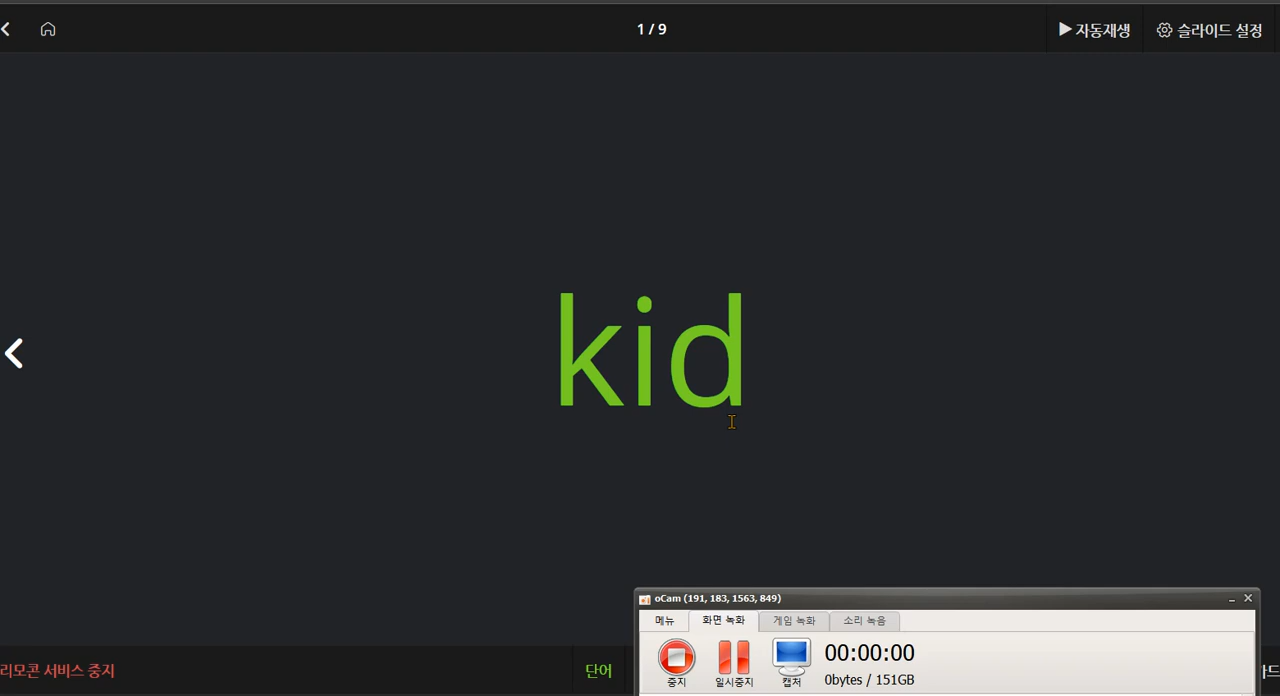 1 / 9
자동재생
슬라이드 설정
kid
oCam (191, 183, 1563, 849)
메뉴
화면 녹화
게임 녹화
소리 녹음
중지
일시중지
캡처
00:00:00
0bytes / 151GB
리모콘 서비스 중지
단어